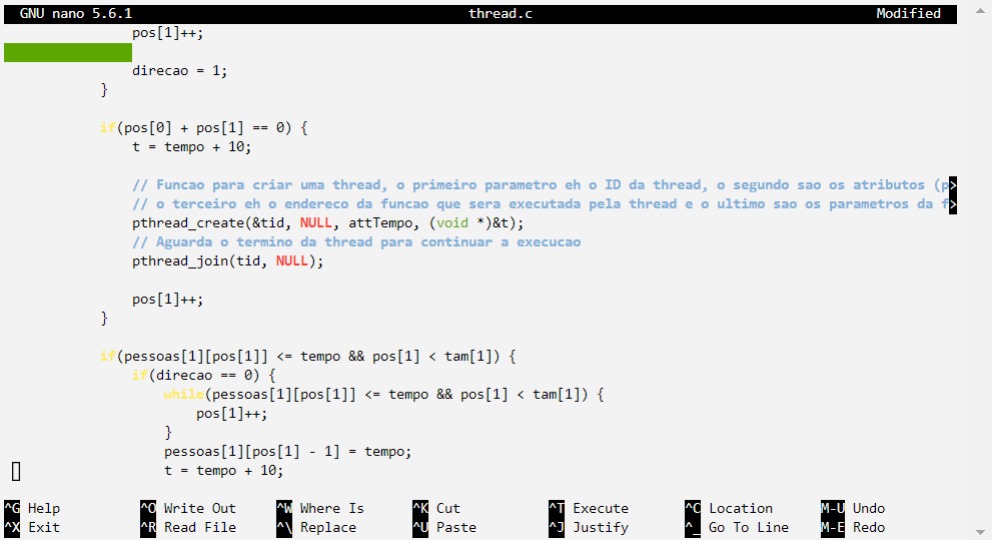 GNU nano 5.6.1 thread.c Modified
pos[1]++;
direcao = 1;
}
if(pos[0] + pos[1] == 0) {
t = tempo + 10;
// Funcao para criar uma thread, o primeiro parametro eh o ID da thread, o segundo sao os atributos (p>
// o terceiro eh o endereco da funcao que sera executada pela thread e o ultimo sao os parametros da f>
pthread_create(&tid, NULL, attTempo, (void *)&t);
// Aguarda o termino da thread para continuar a execucao
pthread_join(tid, NULL);
pos[1]++;
}
if(pessoas[1][pos[1]] <= tempo && pos[1] < tam[1]) {
if(direcao == 0) {
while(pessoas[1][pos[1]] <= tempo && pos[1] < tam[1]) {
pos[1]++;
}
pessoas[1][pos[1] - 1] = tempo;
t = tempo + 10;
^G Help ^O Write Out ^W Where Is ^K Cut ^T Execute ^C Location M-U Undo
^X Exit ^R Read File ^\ Replace ^U Paste ^J Justify ^_ Go To Line M-E Redo